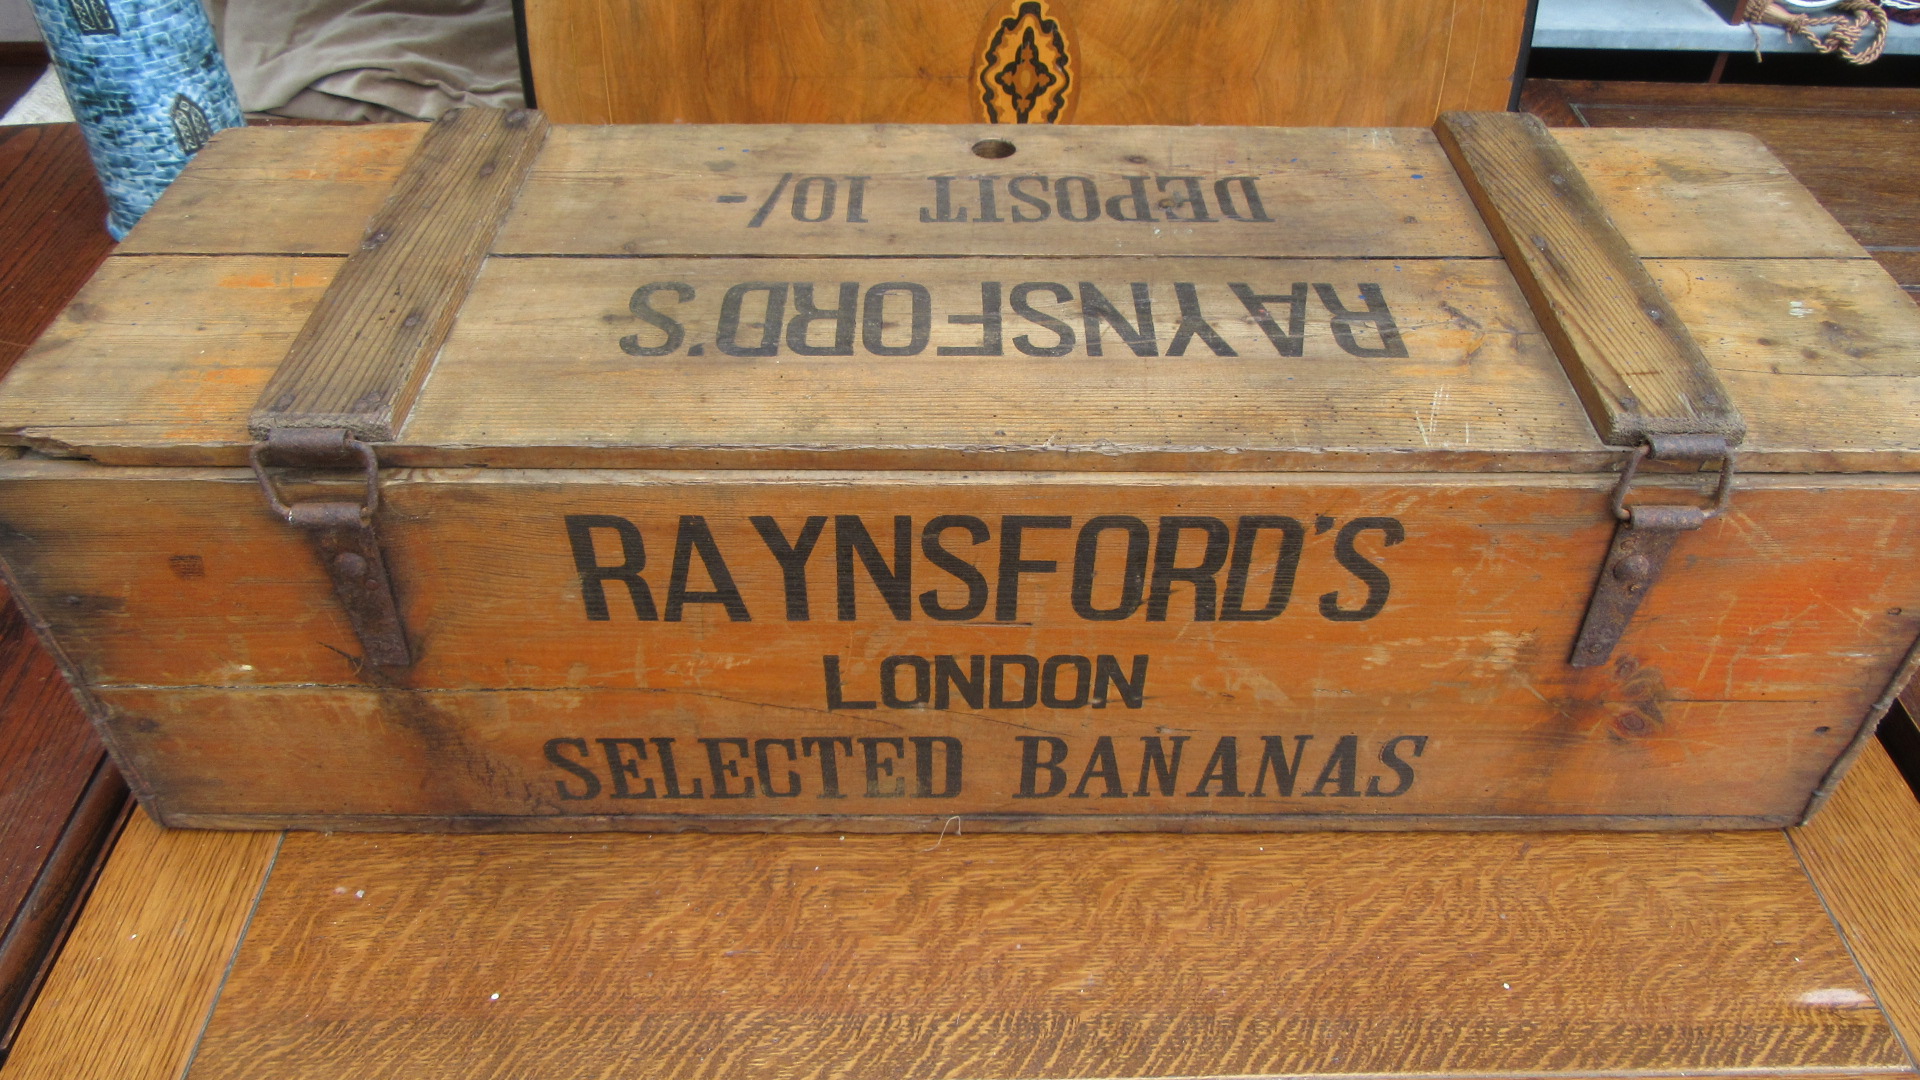 DEPOSIT 10/-
RAYNSFORD'S
RAYNSFORD'S
LONDON
SELECTED BANANAS